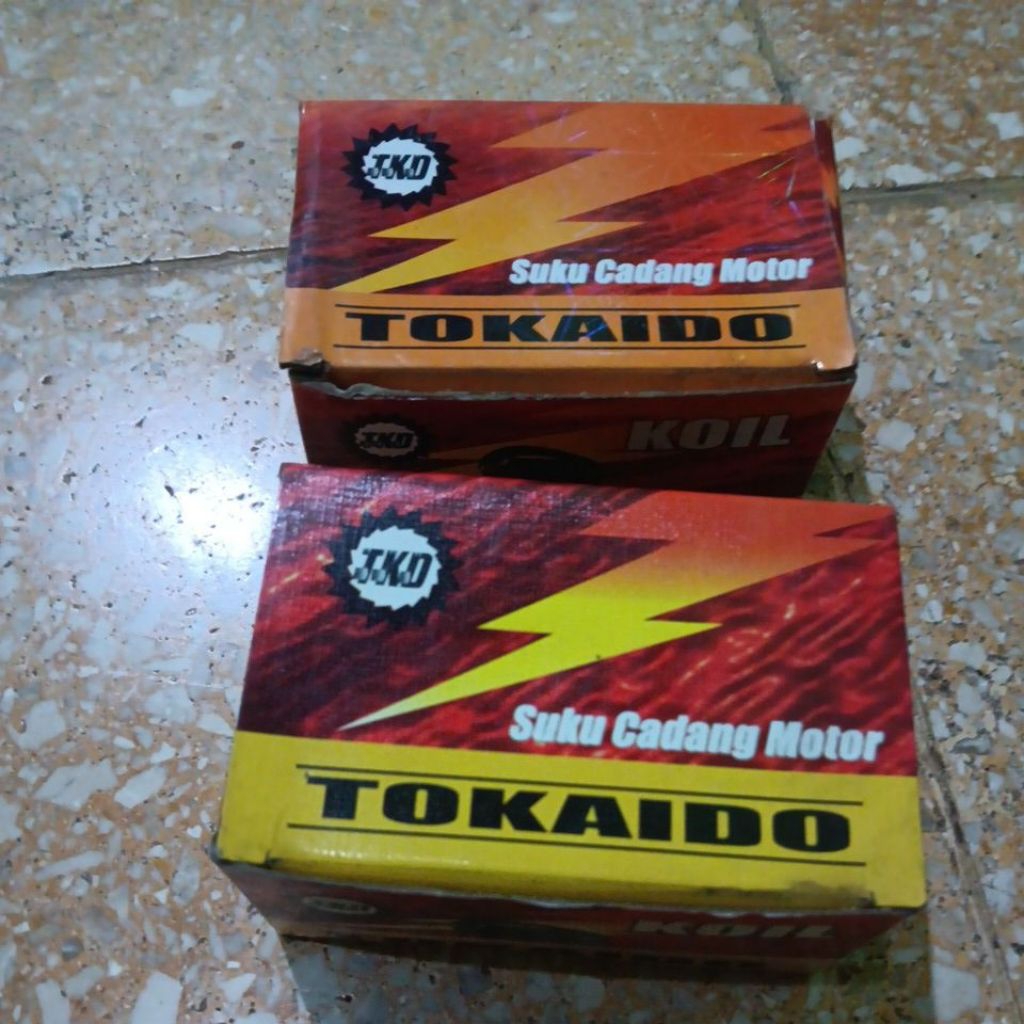 TKD
Suku Cadang Motor
TOKAIDO
TKD
KOIL
TKD
Suku Cadang Motor
TOKAIDO
KOIL